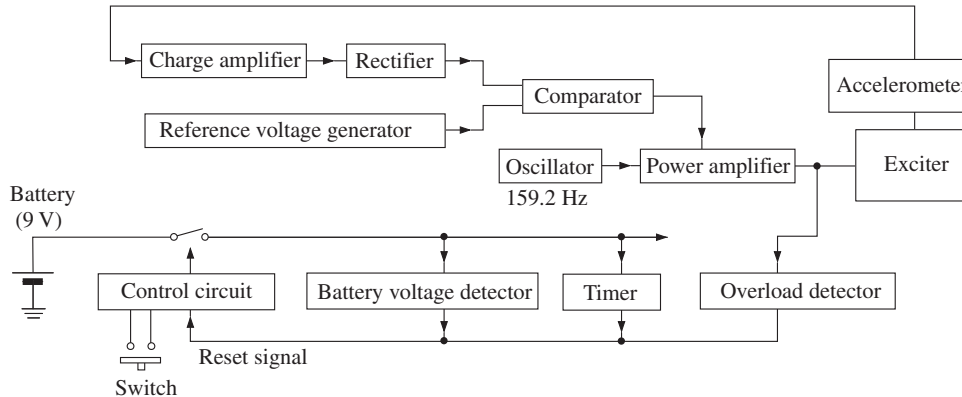 Charge amplifier
Rectifier
Accelerometer
Comparator
Reference voltage generator
Oscillator
159.2 Hz
Power amplifier
Exciter
Battery
(9 V)
Control circuit
Battery voltage detector
Timer
Overload detector
Reset signal
Switch